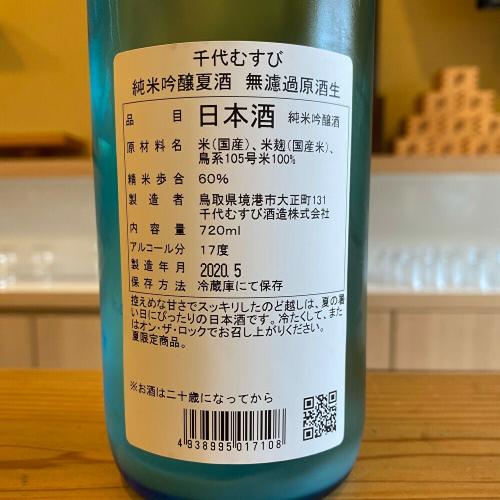 千代むすび
純米吟醸夏酒 無濾過原酒生
品目 日本酒 純米吟醸酒
原材料名 米(国産)、米麹(国産米)、
鳥系105号米100%
精米歩合 60%
製造者 鳥取県境港市大正町131
千代むすび酒造株式会社
内容量 720ml
アルコール分 17度
製造年月 2020.5
保存方法 冷蔵庫にて保存
控えめな甘さでスッキリしたのど越しは、夏の暑
い日にぴったりの日本酒です。冷たくして、また
はオン・ザ・ロックでお召し上がりください。
夏限定商品。
※お酒は二十歳になってから
4938995017108